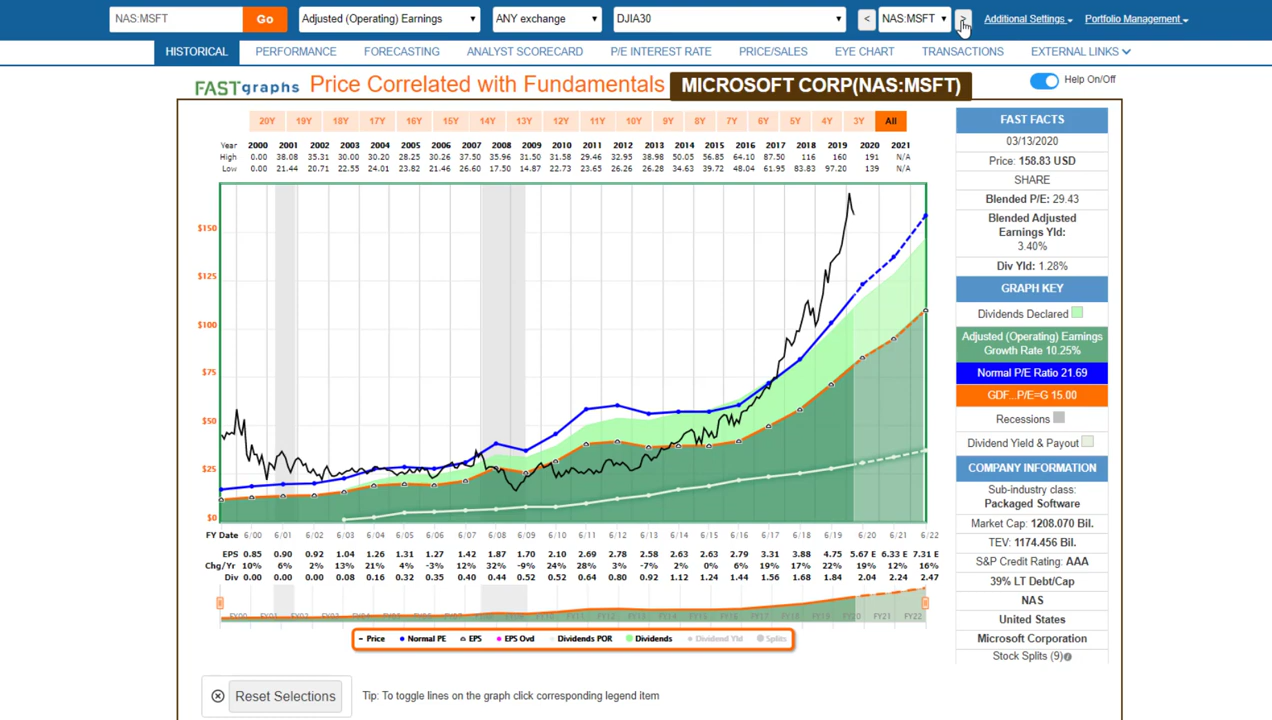 NAS:MSFT Go Adjusted (Operating) Earnings ANY exchange DJIA30 < NAS:MSFT > Additional Settings Portfolio Management
HISTORICAL PERFORMANCE FORECASTING ANALYST SCORECARD P/E INTEREST RATE PRICE/SALES EYE CHART TRANSACTIONS EXTERNAL LINKS
FASTgraphs Price Correlated with Fundamentals MICROSOFT CORP(NAS:MSFT) Help On/Off
20Y 19Y 18Y 17Y 16Y 15Y 14Y 13Y 12Y 11Y 10Y 9Y 8Y 7Y 6Y 5Y 4Y 3Y All
Year 2000 2001 2002 2003 2004 2005 2006 2007 2008 2009 2010 2011 2012 2013 2014 2015 2016 2017 2018 2019 2020 2021
High 0.00 38.08 35.31 30.00 30.20 28.25 30.26 37.50 35.96 31.50 31.58 29.46 32.95 38.98 50.05 56.85 64.10 87.50 116 160 191 N/A
Low 0.00 21.44 20.71 22.55 24.01 23.82 21.46 26.60 17.50 14.87 22.73 23.65 26.26 26.28 34.63 39.72 48.04 61.95 83.83 97.20 139 N/A
$150
$125
$100
$75
$50
$25
$0
FY Date 6/00 6/01 6/02 6/03 6/04 6/05 6/06 6/07 6/08 6/09 6/10 6/11 6/12 6/13 6/14 6/15 6/16 6/17 6/18 6/19 6/20 6/21 6/22
EPS 0.85 0.90 0.92 1.04 1.26 1.31 1.27 1.42 1.87 1.70 2.10 2.69 2.78 2.58 2.63 2.63 2.79 3.31 3.88 4.75 5.67 E 6.33 E 7.31 E
Chg/Yr 10% 6% 2% 13% 21% 4% -3% 12% 32% -9% 24% 28% 3% -7% 2% 0% 6% 19% 17% 22% 19% 12% 16%
Div 0.00 0.00 0.00 0.08 0.16 0.32 0.35 0.40 0.44 0.52 0.52 0.64 0.80 0.92 1.12 1.24 1.44 1.56 1.68 1.84 2.04 2.24 2.47
FY20 FY21 FY22
Price Normal PE EPS EPS Ovd Dividends POR Dividends Dividend Yld Splits
Reset Selections Tip: To toggle lines on the graph click corresponding legend item
FAST FACTS
03/13/2020
Price: 158.83 USD
SHARE
Blended P/E: 29.43
Blended Adjusted
Earnings Yld:
3.40%
Div Yld: 1.28%
GRAPH KEY
Dividends Declared
Adjusted (Operating) Earnings
Growth Rate 10.25%
Normal P/E Ratio 21.69
GDF...P/E=G 15.00
Recessions
Dividend Yield & Payout
COMPANY INFORMATION
Sub-industry class:
Packaged Software
Market Cap: 1208.070 Bil.
TEV: 1174.456 Bil.
S&P Credit Rating: AAA
39% LT Debt/Cap
NAS
United States
Microsoft Corporation
Stock Splits (9)